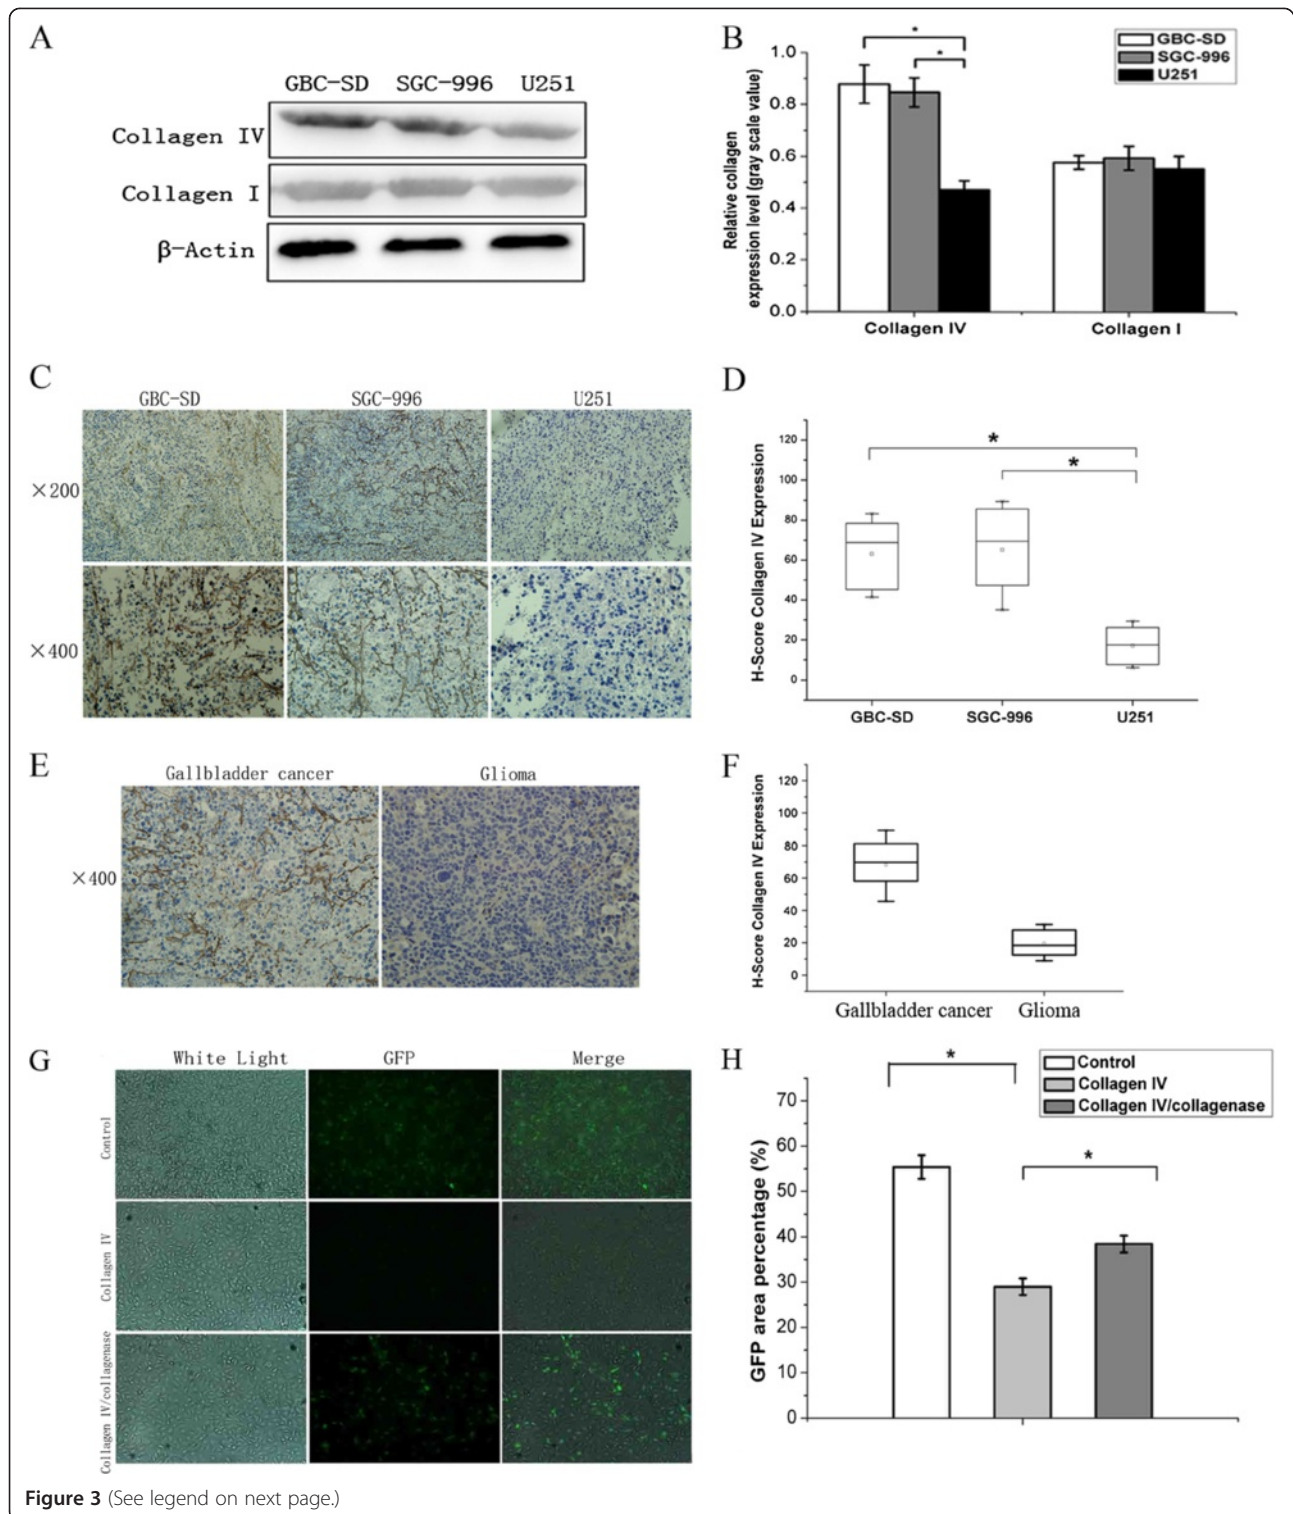 A
GBC-SD SGC-996 U251
Collagen IV
Collagen I
β-Actin
B
GBC-SD
SGC-996
U251
* *
1.0
0.8
0.6
0.4
0.2
0.0
Relative collagen
expression level (gray scale value)
Collagen IV Collagen I
C
GBC-SD SGC-996 U251
×200
×400
D
* *
120
100
80
60
40
20
0
H-Score Collagen IV Expression
GBC-SD SGC-996 U251
E
Gallbladder cancer Glioma
×400
F
120
100
80
60
40
20
0
H-Score Collagen IV Expression
Gallbladder cancer Glioma
G
White Light GFP Merge
Control
Collagen IV
Collagen IV/collagenase
H
Control
Collagen IV
Collagen IV/collagenase
* *
70
60
50
40
30
20
10
0
GFP area percentage (%)
Figure 3 (See legend on next page.)